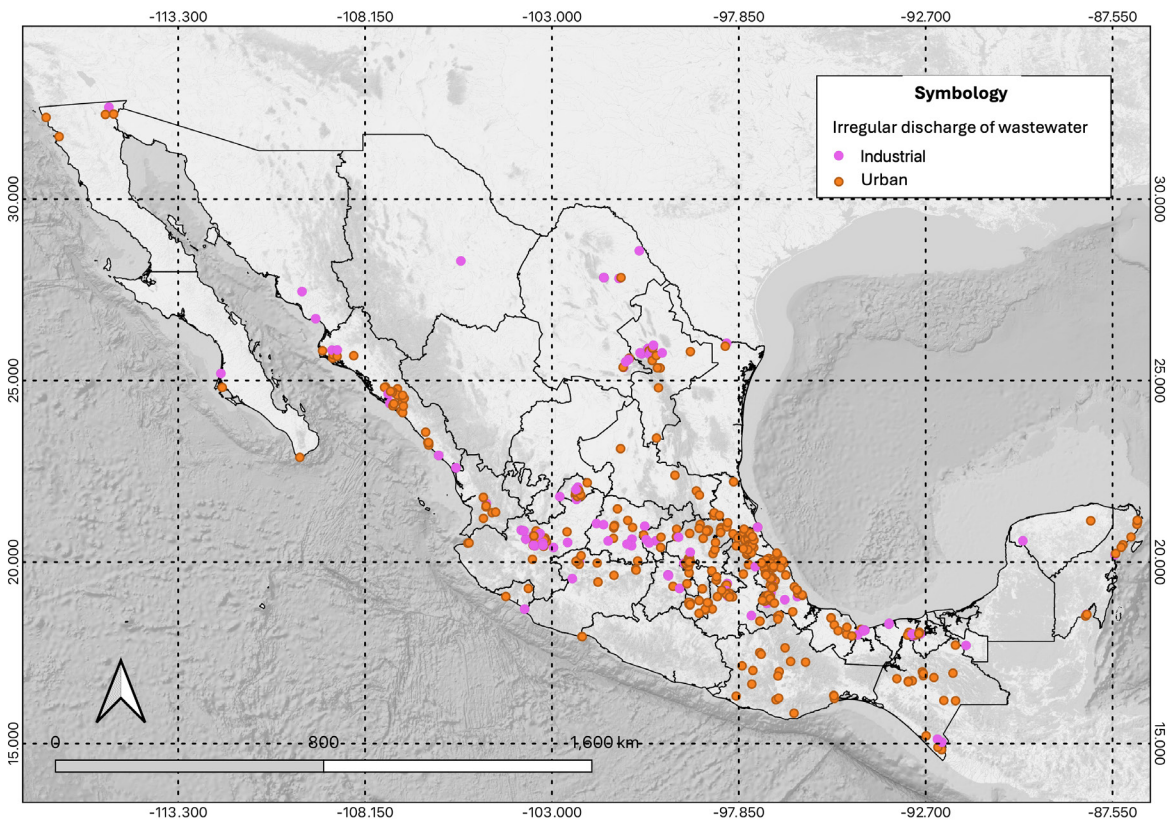 -113.300 -108.150 -103.000 -97.850 -92.700 -87.550
Symbology
Irregular discharge of wastewater
Industrial
Urban
30.000 30.000
25.000 25.000
20.000 20.000
15.000 15.000
0 800 1,600 km
-113.300 -108.150 -103.000 -97.850 -92.700 -87.550